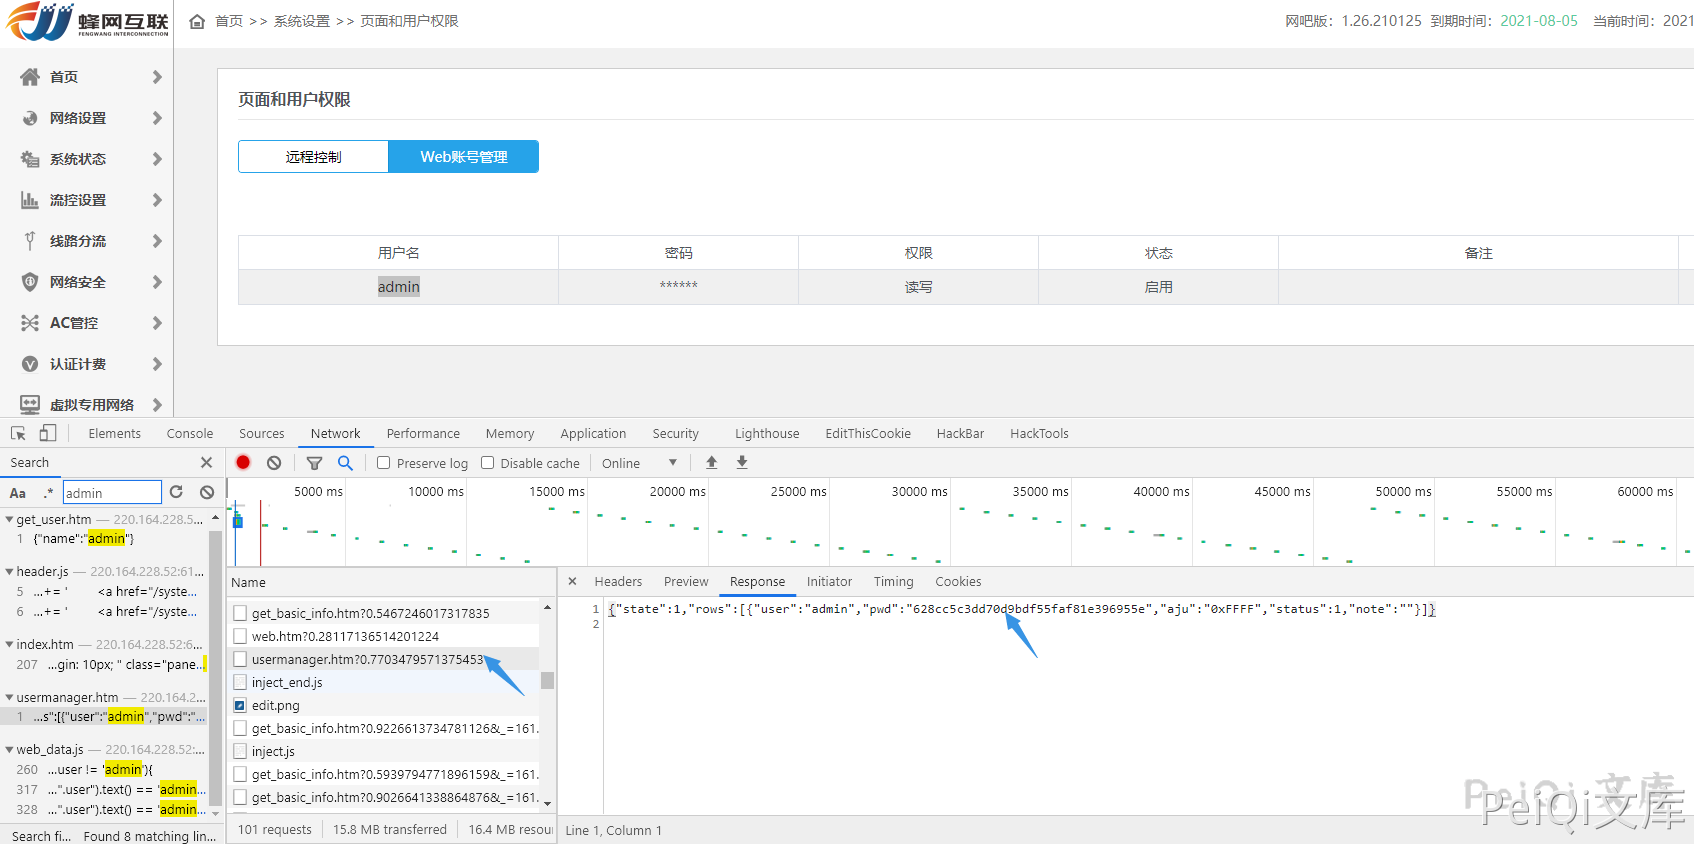 蜂网互联
FENGWANG INTERCONNECTION
首页 >> 系统设置 >> 页面和用户权限
网吧版：1.26.210125 到期时间：2021-08-05 当前时间：2021
首页
网络设置
系统状态
流控设置
线路分流
网络安全
AC管控
认证计费
虚拟专用网络
页面和用户权限
远程控制 Web账号管理
用户名 密码 权限 状态 备注
admin ****** 读写 启用
Elements Console Sources Network Performance Memory Application Security Lighthouse EditThisCookie HackBar HackTools
Search
Preserve log Disable cache Online
Aa .* admin
5000 ms 10000 ms 15000 ms 20000 ms 25000 ms 30000 ms 35000 ms 40000 ms 45000 ms 50000 ms 55000 ms 60000 ms
get_user.htm — 220.164.228.5...
1 {"name":"admin"}
header.js — 220.164.228.52:61...
5 ...+= ' <a href="/syste...
6 ...+= ' <a href="/syste...
index.htm — 220.164.228.52:6...
207 ...gin: 10px; " class="pane...
usermanager.htm — 220.164.2...
1 ...s":[{"user":"admin","pwd":"...
web_data.js — 220.164.228.52:...
260 ...user != 'admin'){
317 ...".user").text() == 'admin...
328 ...".user").text() == 'admin...
Search fi... Found 8 matching lin...
Name
get_basic_info.htm?0.5467246017317835
web.htm?0.28117136514201224
usermanager.htm?0.7703479571375453
inject_end.js
edit.png
get_basic_info.htm?0.9226613734781126&_=161.
inject.js
get_basic_info.htm?0.5939794771896159&_=161.
get_basic_info.htm?0.9026641338864876&_=161.
101 requests 15.8 MB transferred 16.4 MB resou
Headers Preview Response Initiator Timing Cookies
1 {"state":1,"rows":[{"user":"admin","pwd":"628cc5c3dd70d9bdf55faf81e396955e","aju":"0xFFFF","status":1,"note":""}]}
2
Line 1, Column 1
PeiQi文库
PeiQi文库